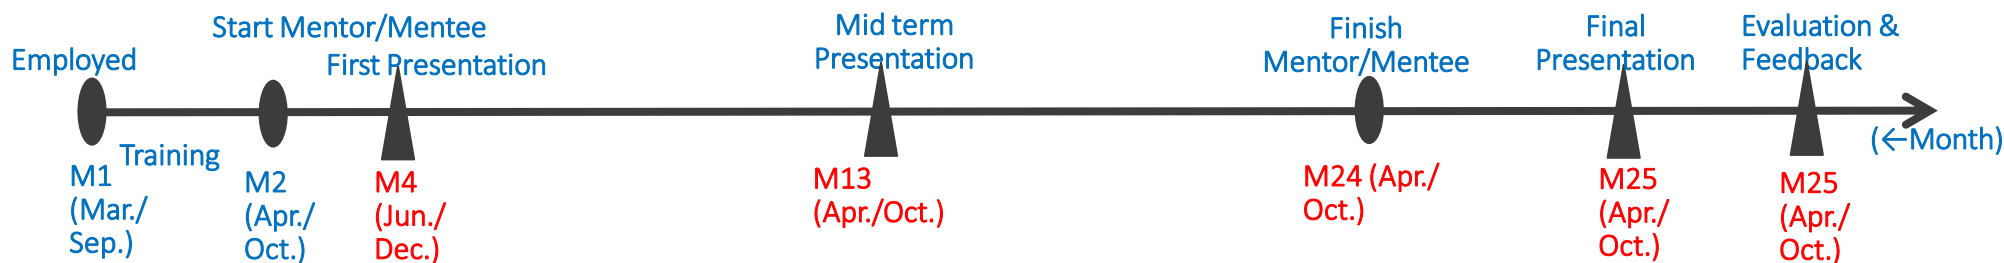 Employed
Start Mentor/Mentee
First Presentation
Mid term
Presentation
Finish
Mentor/Mentee
Final
Presentation
Evaluation &
Feedback
Training
(←Month)
M1
(Mar./
Sep.)
M2
(Apr./
Oct.)
M4
(Jun./
Dec.)
M13
(Apr./Oct.)
M24 (Apr./
Oct.)
M25
(Apr./
Oct.)
M25
(Apr./
Oct.)